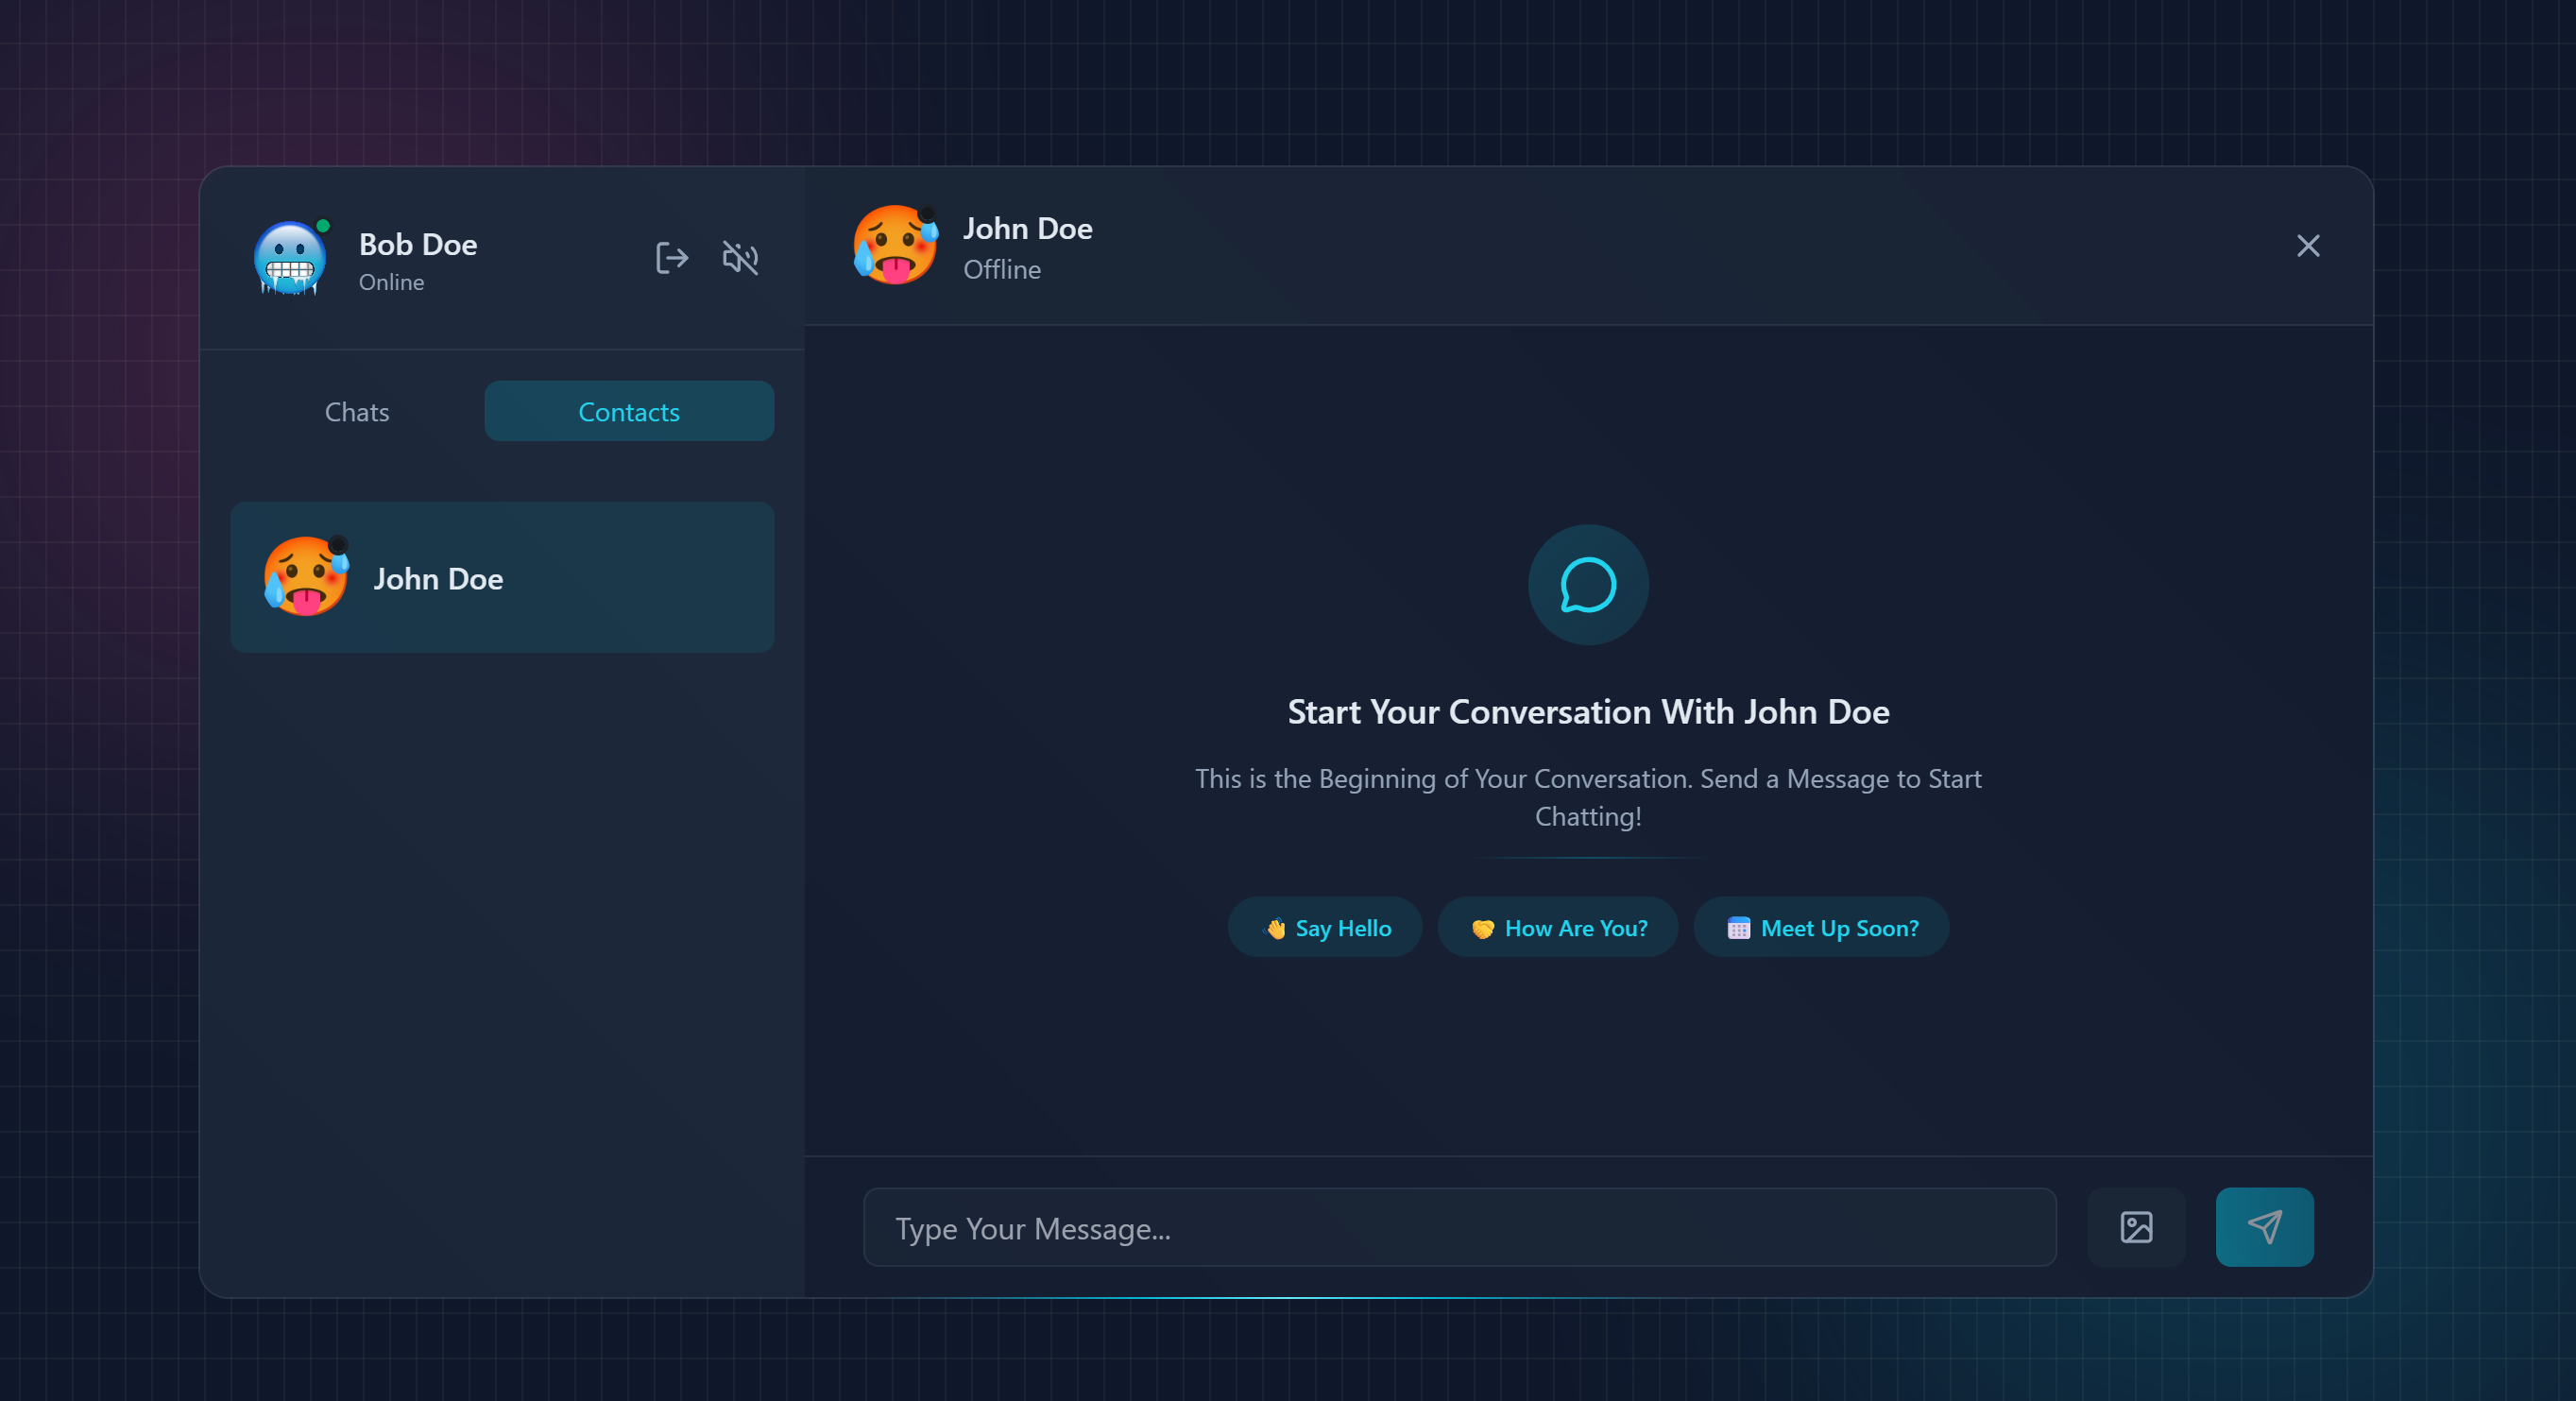 Bob Doe
Online
Chats
Contacts
John Doe
John Doe
Offline
Start Your Conversation With John Doe
This is the Beginning of Your Conversation. Send a Message to Start
Chatting!
👋 Say Hello
🤝 How Are You?
📅 Meet Up Soon?
Type Your Message...